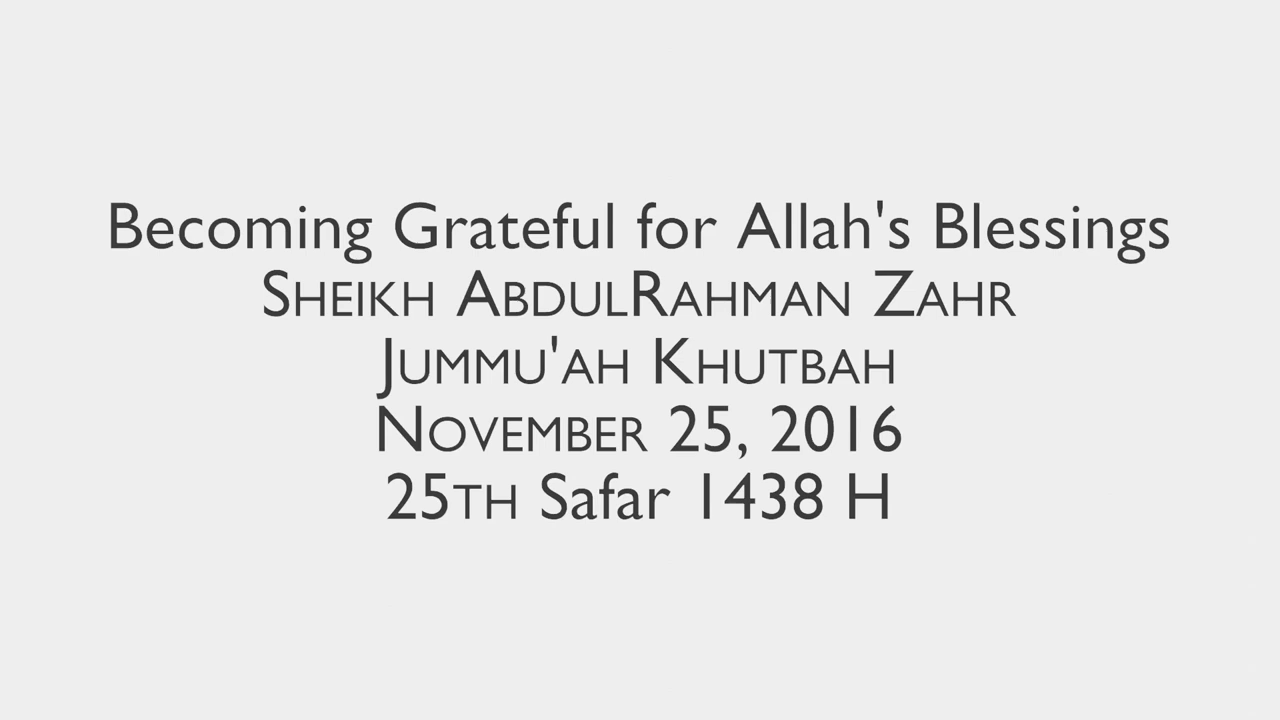 Becoming Grateful for Allah's Blessings
Sheikh AbdulRahman Zahr
Jummu'ah Khutbah
November 25, 2016
25th Safar 1438 H